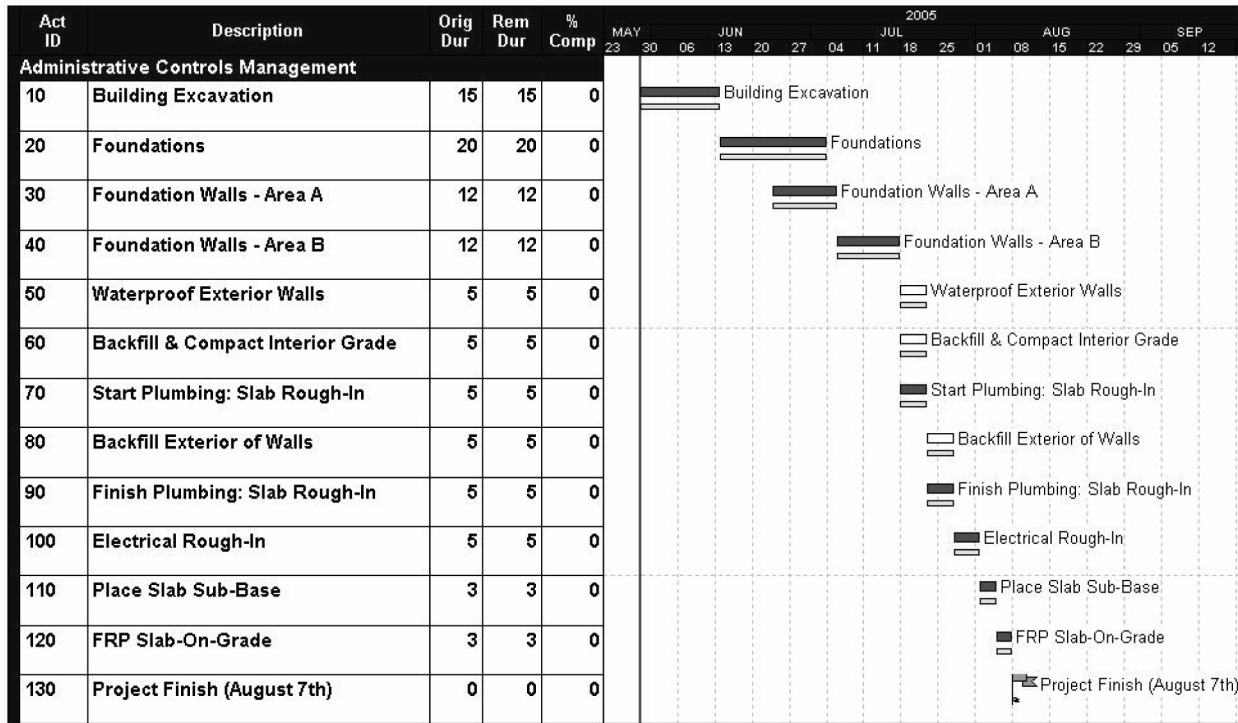 Act ID Description Orig Dur Rem Dur % Comp
2005
MAY JUN JUL AUG SEP
23 30 06 13 20 27 04 11 18 25 01 08 15 22 29 05 12
Administrative Controls Management
10 Building Excavation 15 15 0 Building Excavation
20 Foundations 20 20 0 Foundations
30 Foundation Walls - Area A 12 12 0 Foundation Walls - Area A
40 Foundation Walls - Area B 12 12 0 Foundation Walls - Area B
50 Waterproof Exterior Walls 5 5 0 Waterproof Exterior Walls
60 Backfill & Compact Interior Grade 5 5 0 Backfill & Compact Interior Grade
70 Start Plumbing: Slab Rough-In 5 5 0 Start Plumbing: Slab Rough-In
80 Backfill Exterior of Walls 5 5 0 Backfill Exterior of Walls
90 Finish Plumbing: Slab Rough-In 5 5 0 Finish Plumbing: Slab Rough-In
100 Electrical Rough-In 5 5 0 Electrical Rough-In
110 Place Slab Sub-Base 3 3 0 Place Slab Sub-Base
120 FRP Slab-On-Grade 3 3 0 FRP Slab-On-Grade
130 Project Finish (August 7th) 0 0 0 Project Finish (August 7th)